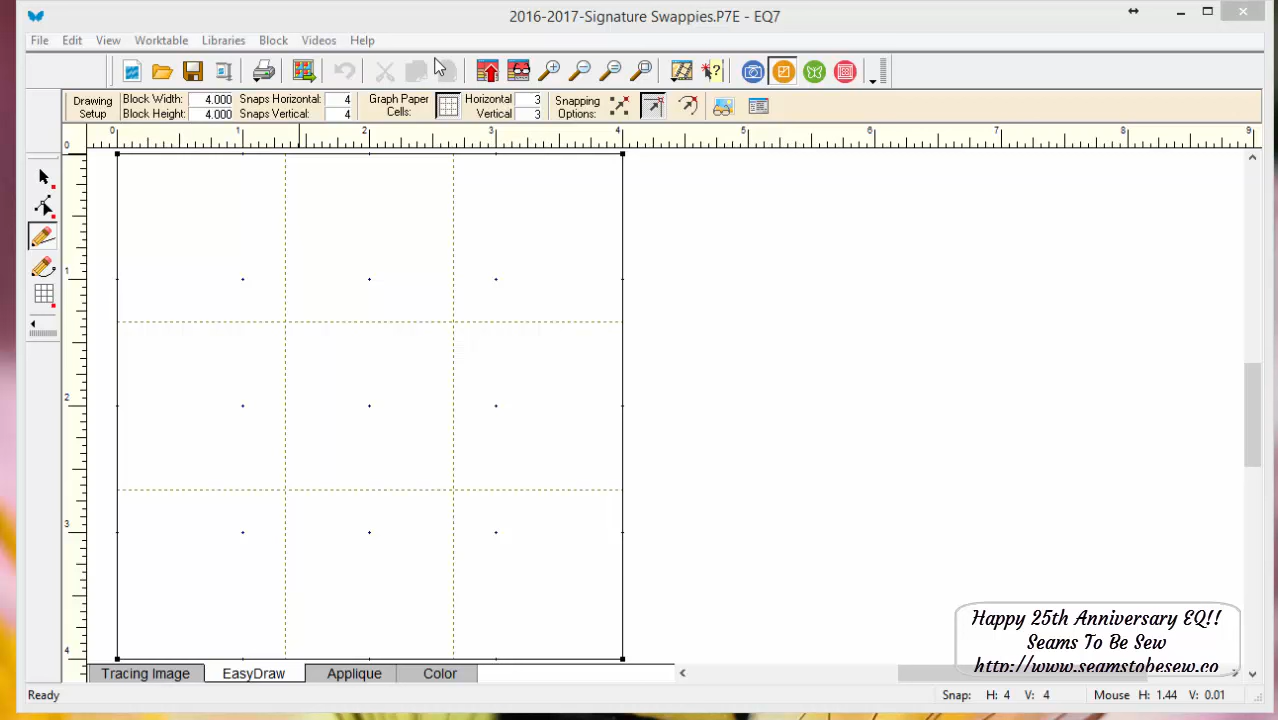 2016-2017-Signature Swappies.P7E - EQ7
File Edit View Worktable Libraries Block Videos Help
Drawing Setup
Block Width: 4.000 Snaps Horizontal: 4
Block Height: 4.000 Snaps Vertical: 4
Graph Paper Cells:
Horizontal 3
Vertical 3
Snapping Options:
0 1 2 3 4 5 6 7 8 9
0
1
2
3
4
Happy 25th Anniversary EQ!!
Seams To Be Sew
http://www.seamstobesew.co
Tracing Image EasyDraw Applique Color
Ready Snap: H: 4 V: 4 Mouse H: 1.44 V: 0.01